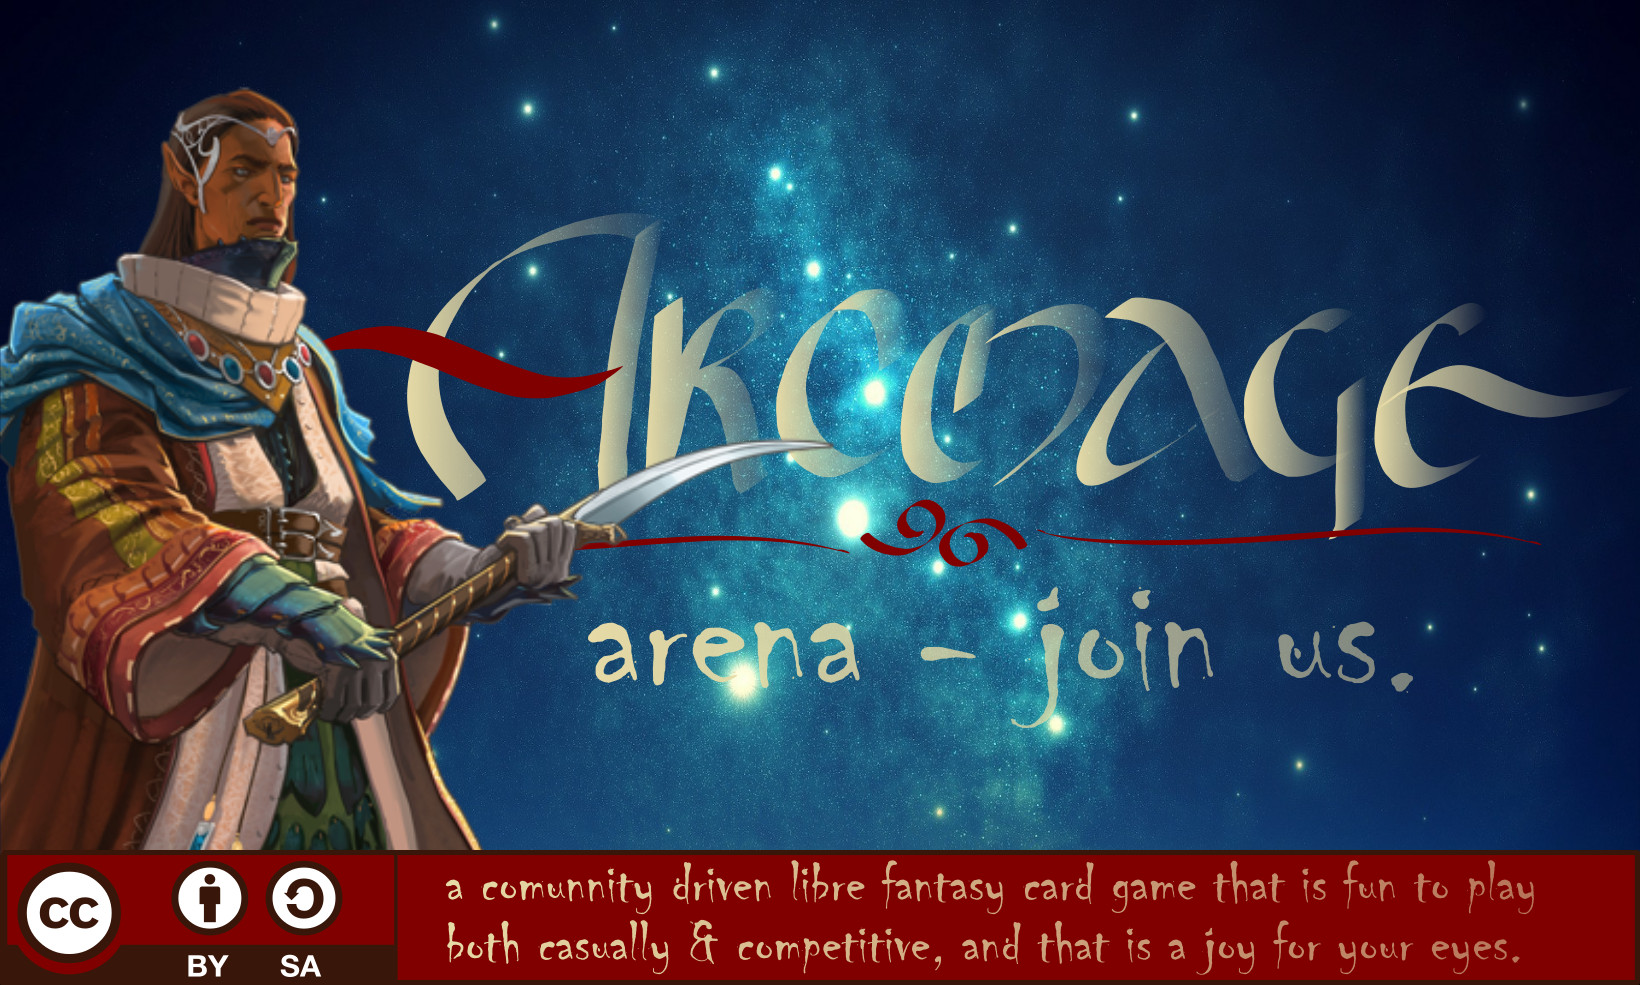 Arcmage
arena - join us.
a comunnity driven libre fantasy card game that is fun to play
both casually & competitive, and that is a joy for your eyes.
cc
BY SA